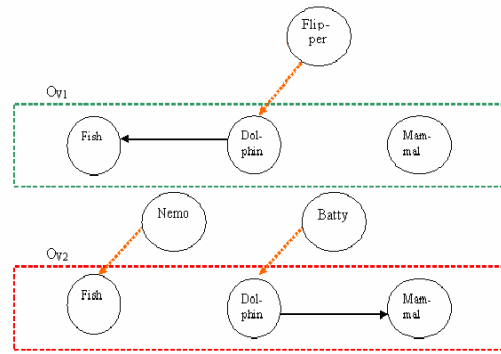 Flip-
per
Ov1
Fish
Dol-
phin
Mam-
mal
Nemo
Batty
Ov2
Fish
Dol-
phin
Mam-
mal